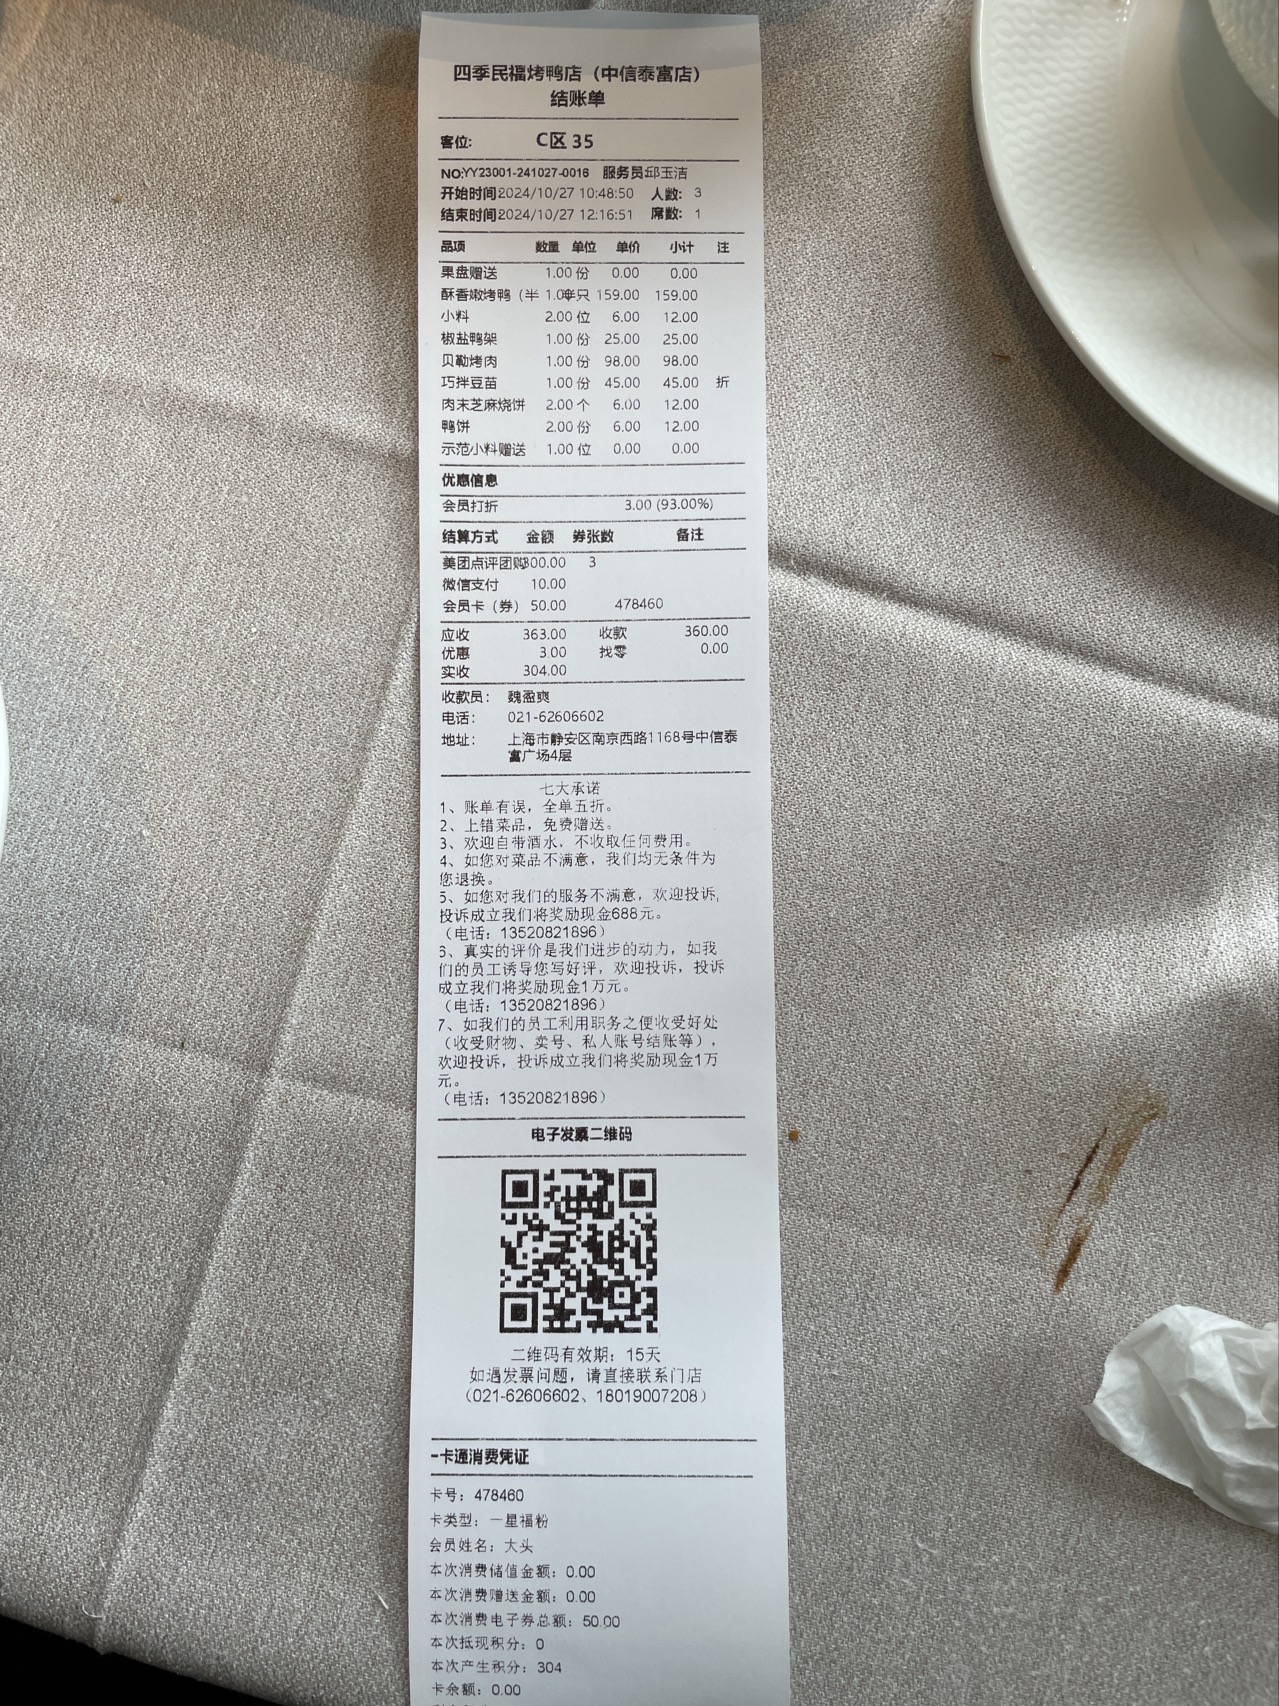 四季民福烤鸭店（中信泰富店）
结账单
客位: C区 35
NO:YY23001-241027-0016 服务员:邱玉洁
开始时间2024/10/27 10:48:50 人数: 3
结束时间2024/10/27 12:16:51 席数: 1
品项 数量 单位 单价 小计 注
果盘赠送 1.00 份 0.00 0.00
酥香嫩烤鸭（半 1.00 半只 159.00 159.00
小料 2.00 位 6.00 12.00
椒盐鸭架 1.00 份 25.00 25.00
贝勒烤肉 1.00 份 98.00 98.00
巧拌豆苗 1.00 份 45.00 45.00 折
肉末芝麻烧饼 2.00 个 6.00 12.00
鸭饼 2.00 份 6.00 12.00
示范小料赠送 1.00 位 0.00 0.00
优惠信息
会员打折 3.00 (93.00%)
结算方式 金额 券张数 备注
美团点评团购300.00 3
微信支付 10.00
会员卡（券）50.00 478460
应收 363.00 收款 360.00
优惠 3.00 找零 0.00
实收 304.00
收款员: 魏盈爽
电话: 021-62606602
地址: 上海市静安区南京西路1168号中信泰
富广场4层
七大承诺
1、账单有误，全单五折。
2、上错菜品，免费赠送。
3、欢迎自带酒水，不收取任何费用。
4、如您对菜品不满意，我们均无条件为
您退换。
5、如您对我们的服务不满意，欢迎投诉，
投诉成立我们将奖励现金688元。
（电话：13520821896）
6、真实的评价是我们进步的动力，如我
们的员工诱导您写好评，欢迎投诉，投诉
成立我们将奖励现金1万元。
（电话：13520821896）
7、如我们的员工利用职务之便收受好处
（收受财物、卖号、私人账号结账等），
欢迎投诉，投诉成立我们将奖励现金1万
元。
（电话：13520821896）
电子发票二维码
二维码有效期：15天
如遇发票问题，请直接联系门店
（021-62606602、18019007208）
一卡通消费凭证
卡号：478460
卡类型：一星福粉
会员姓名：大头
本次消费储值金额：0.00
本次消费赠送金额：0.00
本次消费电子券总额：50.00
本次抵现积分：0
本次产生积分：304
卡余额：0.00